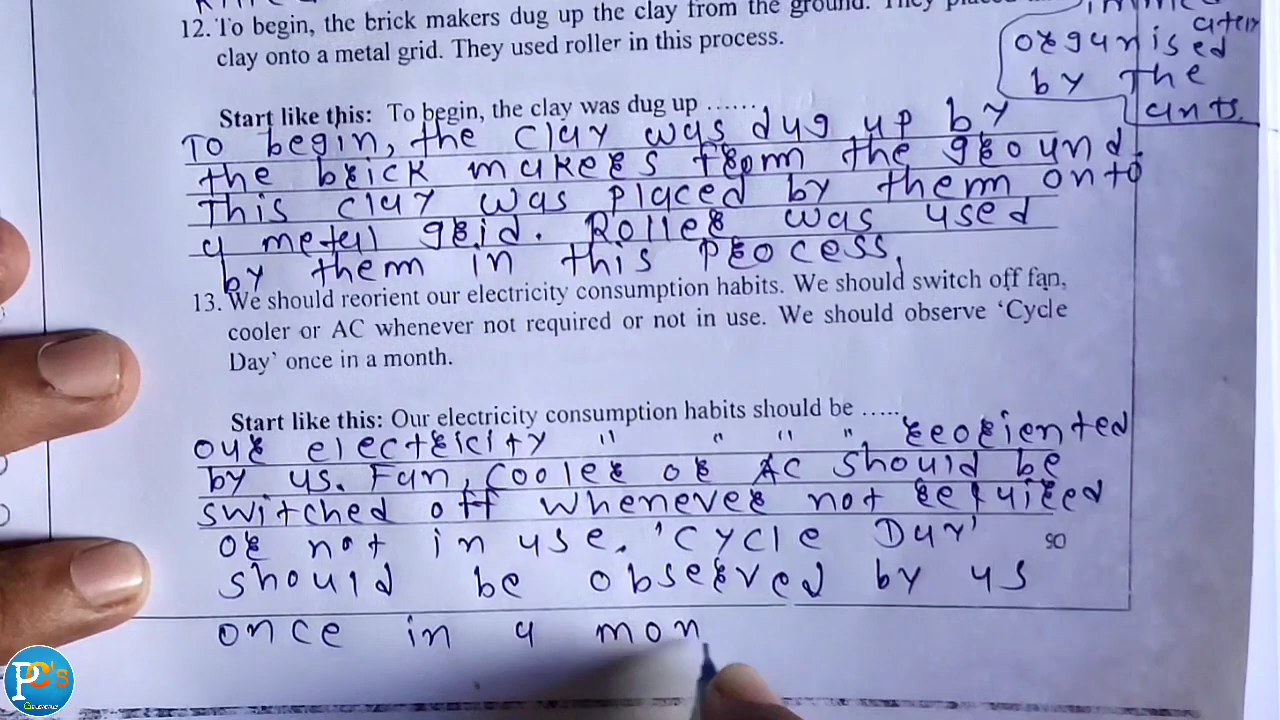 12. To begin, the brick makers dug up the clay from the ground. They placed
clay onto a metal grid. They used roller in this process.
ately
organised
by the
ants.
Start like this: To begin, the clay was dug up ......
To begin, the clay was dug up by
the brick makers from the ground.
This clay was placed by them onto
a metal grid. Roller was used
by them in this process.
13. We should reorient our electricity consumption habits. We should switch off fan,
cooler or AC whenever not required or not in use. We should observe ‘Cycle
Day’ once in a month.
Start like this: Our electricity consumption habits should be .....
Our electricity " " " " reoriented
by us. Fan, cooler or AC should be
switched off whenever not required
or not in use. 'Cycle Day'
50
should be observed by us
once in a mon
PC's